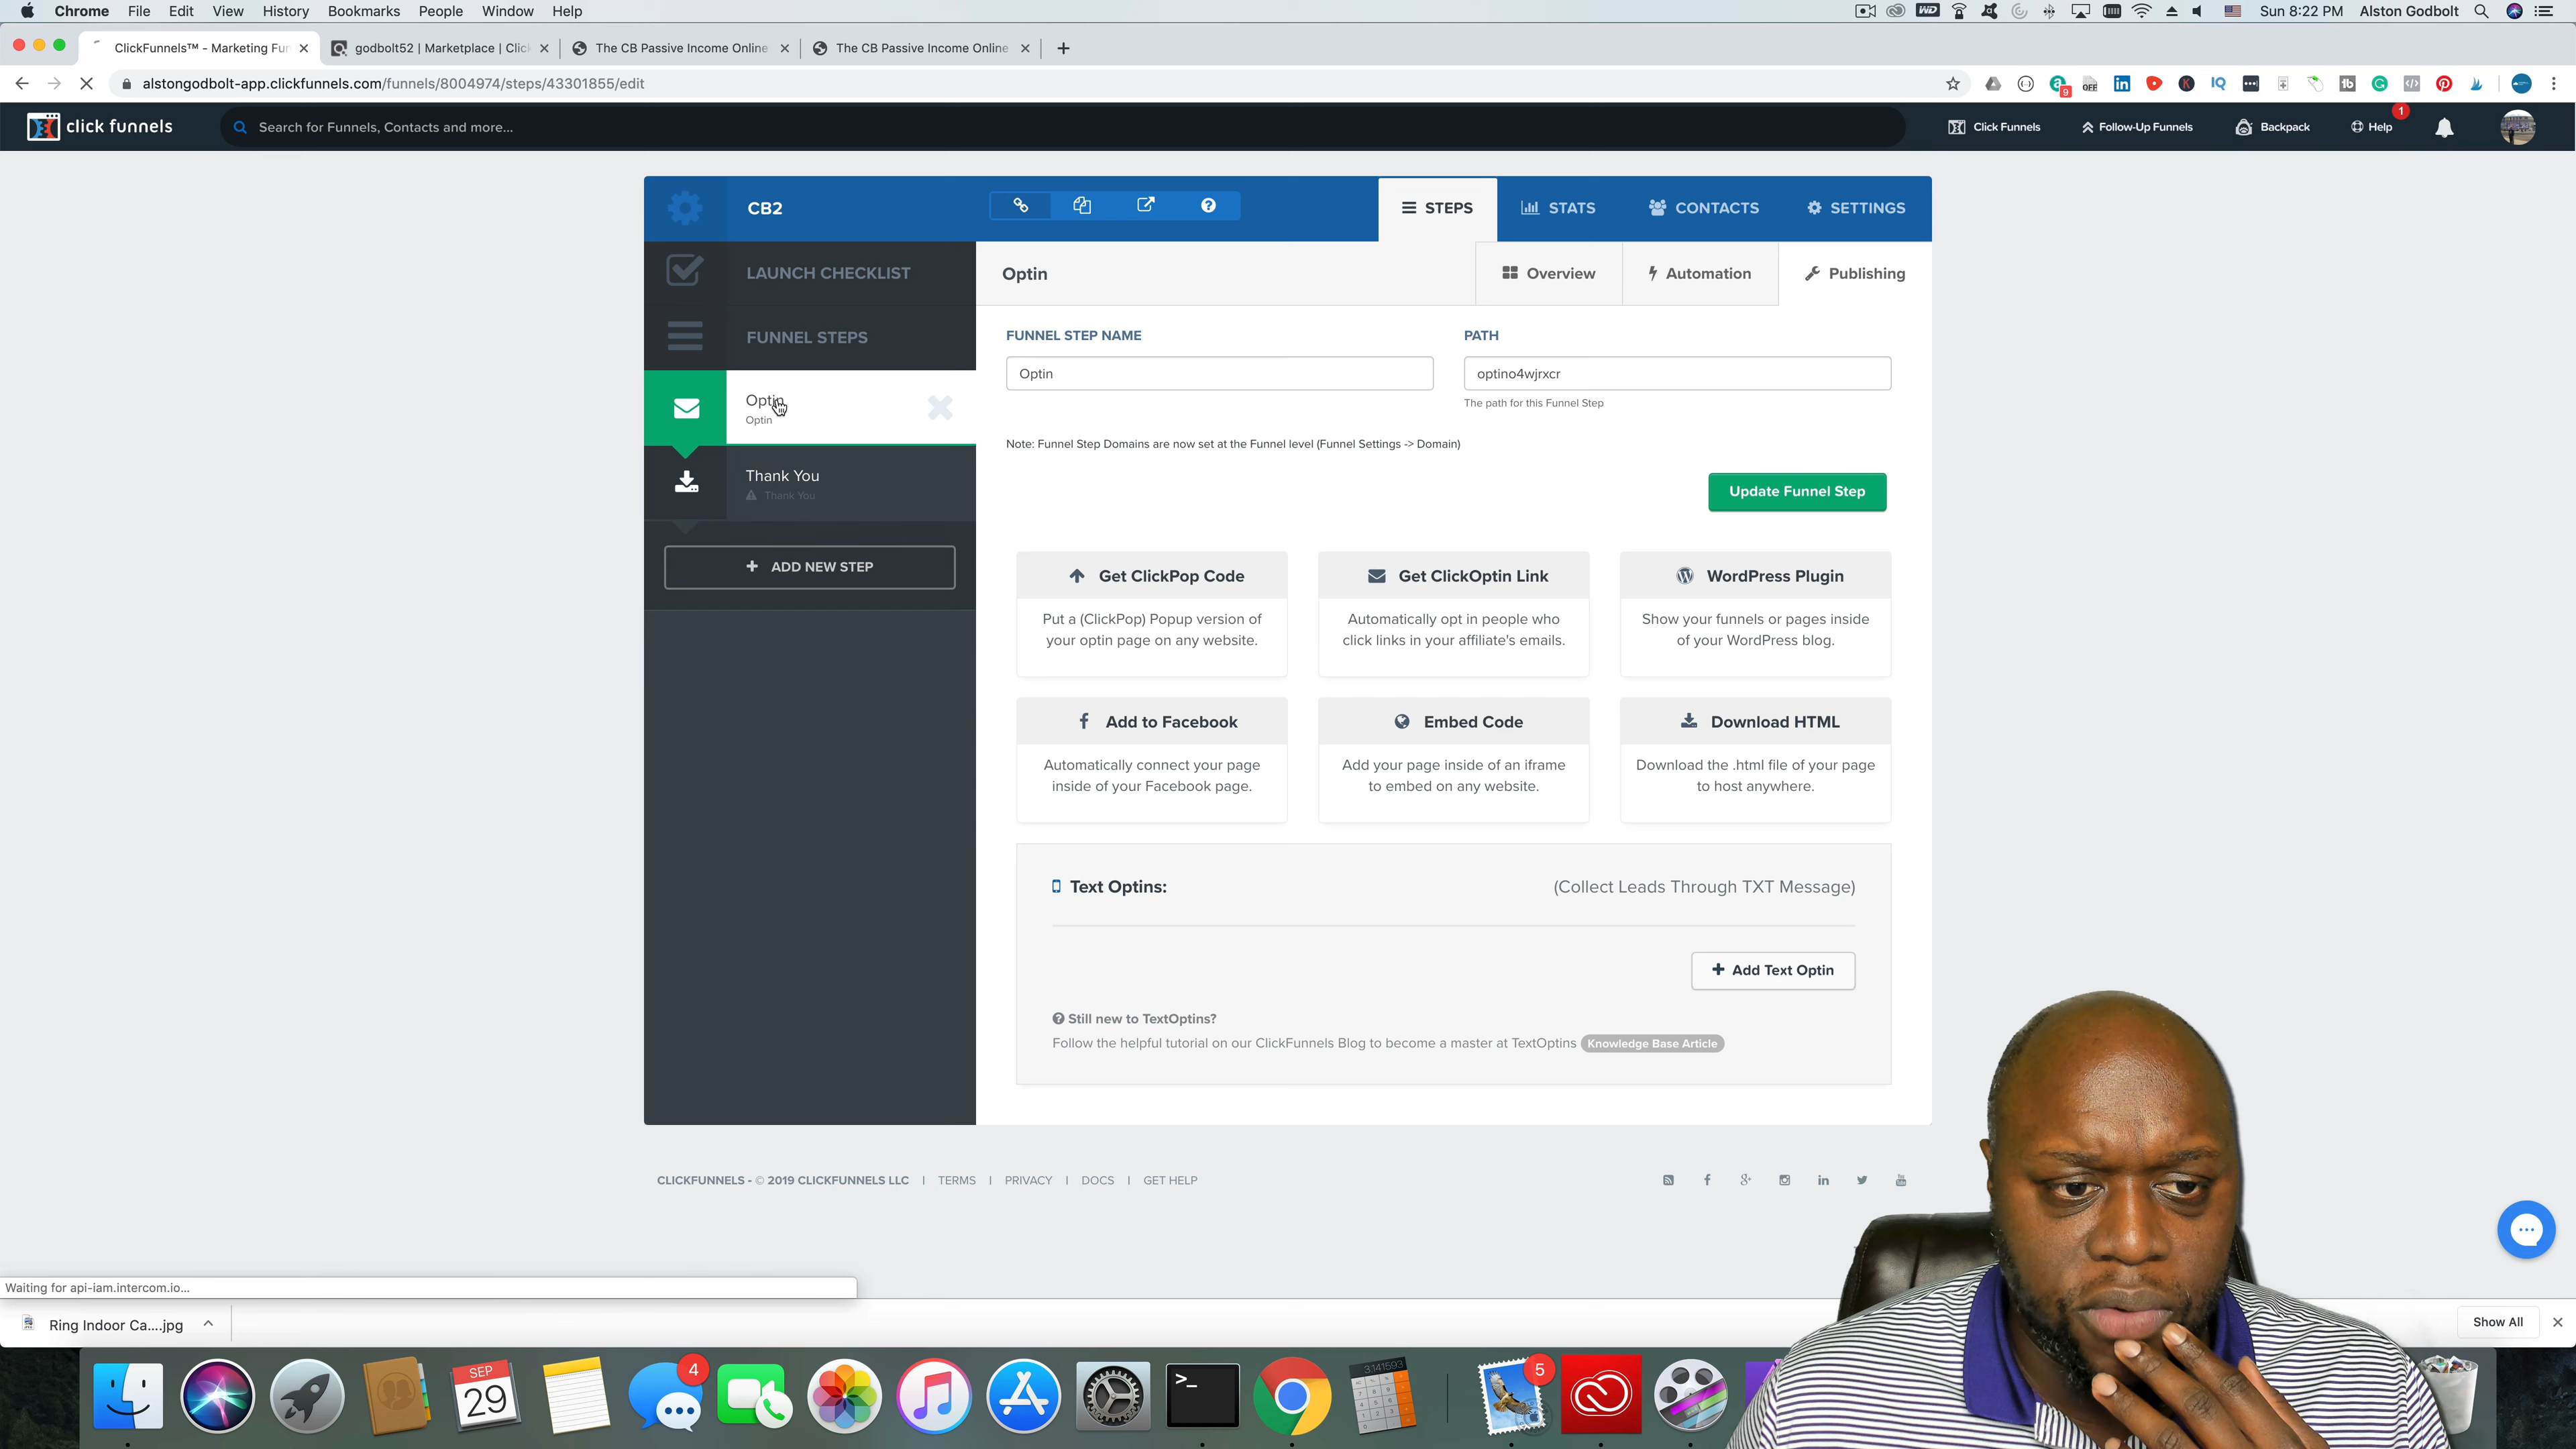 Chrome File Edit View History Bookmarks People Window Help
WD
Sun 8:22 PM Alston Godbolt
ClickFunnels™ - Marketing Fun
godbolt52 | Marketplace | Clic
The CB Passive Income Online
The CB Passive Income Online
alstongodbolt-app.clickfunnels.com/funnels/8004974/steps/43301855/edit
click funnels
Search for Funnels, Contacts and more...
Click Funnels
Follow-Up Funnels
Backpack
Help
1
CB2
STEPS
STATS
CONTACTS
SETTINGS
LAUNCH CHECKLIST
FUNNEL STEPS
Optin
Optin
Thank You
Thank You
+ ADD NEW STEP
Optin
Overview
Automation
Publishing
FUNNEL STEP NAME
PATH
Optin
optino4wjrxcr
The path for this Funnel Step
Note: Funnel Step Domains are now set at the Funnel level (Funnel Settings -> Domain)
Update Funnel Step
Get ClickPop Code
Put a (ClickPop) Popup version of
your optin page on any website.
Get ClickOptin Link
Automatically opt in people who
click links in your affiliate's emails.
WordPress Plugin
Show your funnels or pages inside
of your WordPress blog.
Add to Facebook
Automatically connect your page
inside of your Facebook page.
Embed Code
Add your page inside of an iframe
to embed on any website.
Download HTML
Download the .html file of your page
to host anywhere.
Text Optins:
(Collect Leads Through TXT Message)
+ Add Text Optin
Still new to TextOptins?
Follow the helpful tutorial on our ClickFunnels Blog to become a master at TextOptins Knowledge Base Article
CLICKFUNNELS - © 2019 CLICKFUNNELS LLC | TERMS | PRIVACY | DOCS | GET HELP
Waiting for api-iam.intercom.io...
Ring Indoor Ca....jpg
Show All
SEP
29
4
3.141593
5